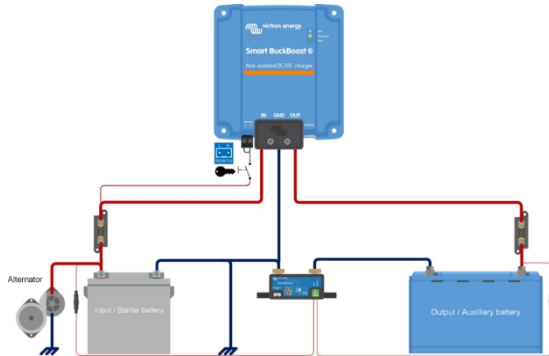 victron energy
Smart BuckBoost
Non-isolated DC/DC charger
IN GND OUT
REMOTE
Alternator
Input / Starter battery
Output / Auxiliary battery